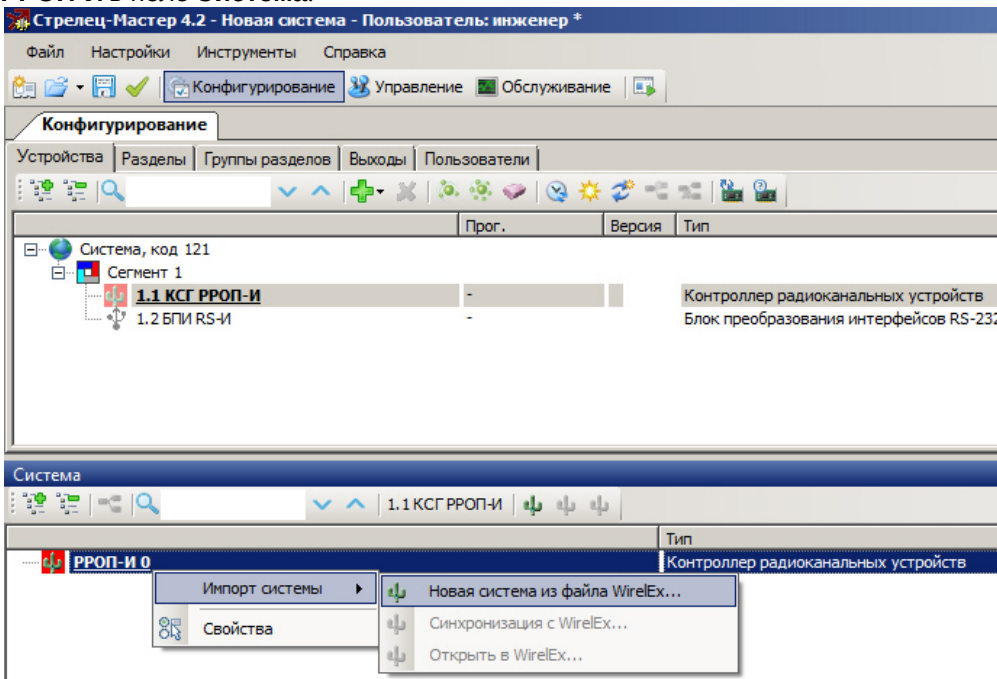 Стрелец-Мастер 4.2 - Новая система - Пользователь: инженер *
Файл Настройки Инструменты Справка
Конфигурирование Управление Обслуживание
Конфигурирование
Устройства Разделы Группы разделов Выходы Пользователи
Прог. Версия Тип
Система, код 121
Сегмент 1
1.1 КСГ РРОП-И - Контроллер радиоканальных устройств
1.2 БПИ RS-И - Блок преобразования интерфейсов RS-232
Система
1.1 КСГ РРОП-И
Тип
РРОП-И 0 Контроллер радиоканальных устройств
Импорт системы Новая система из файла WirelEx...
Свойства Синхронизация с WirelEx...
Открыть в WirelEx...